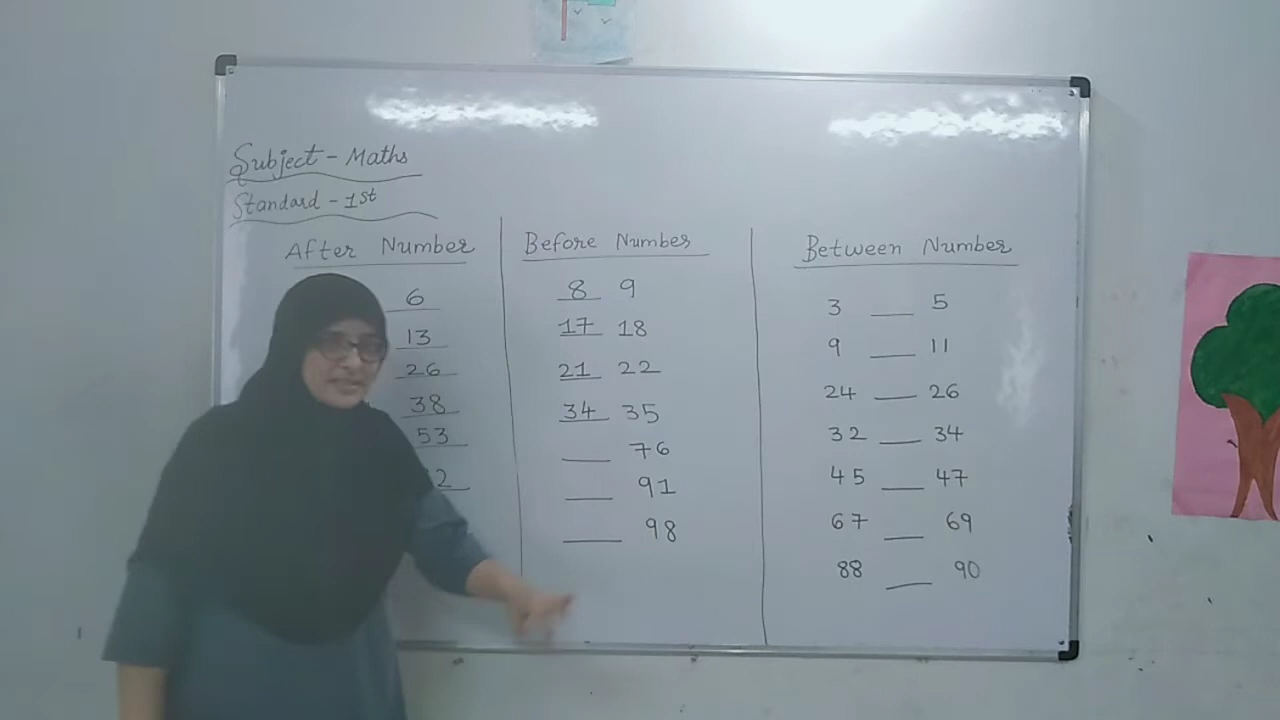 Subject - Maths
Standard - 1st
After Number
6
13
26
38
53
2
Before Number
8 9
17 18
21 22
34 35
___ 76
___ 91
___ 98
Between Number
3 ___ 5
9 ___ 11
24 ___ 26
32 ___ 34
45 ___ 47
67 ___ 69
88 ___ 90